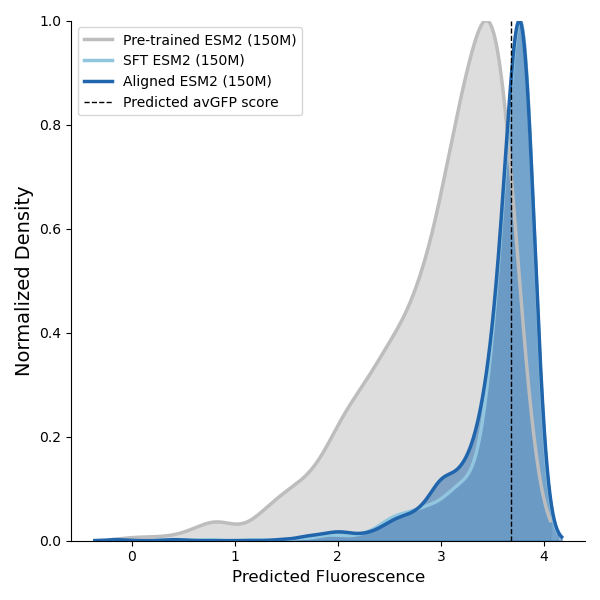 Pre-trained ESM2 (150M)
SFT ESM2 (150M)
Aligned ESM2 (150M)
Predicted avGFP score
Normalized Density
1.0
0.8
0.6
0.4
0.2
0.0
0 1 2 3 4
Predicted Fluorescence